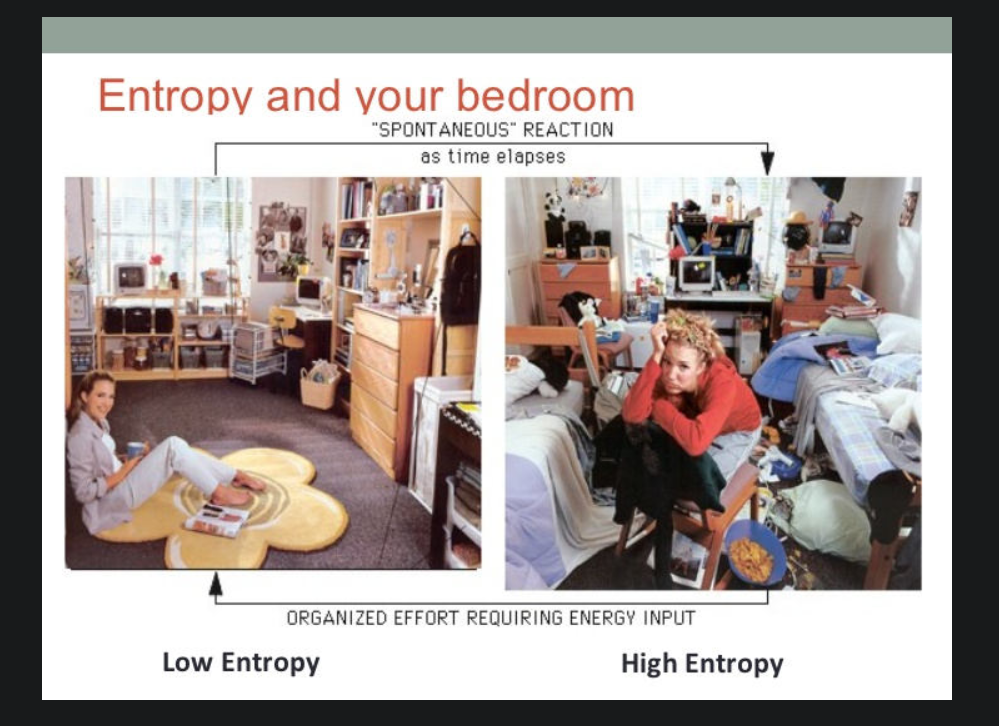 Entropy and your bedroom
"SPONTANEOUS" REACTION
as time elapses
ORGANIZED EFFORT REQUIRING ENERGY INPUT
Low Entropy
High Entropy